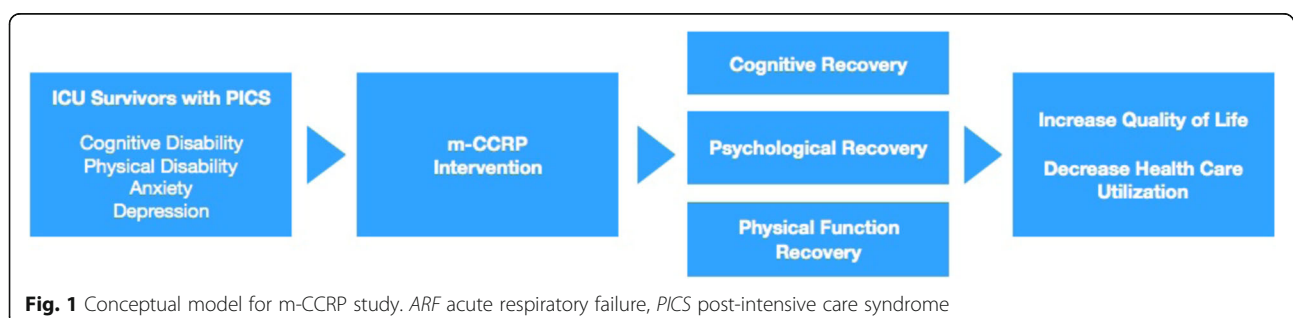 ICU Survivors with PICS
Cognitive Disability
Physical Disability
Anxiety
Depression
m-CCRP
Intervention
Cognitive Recovery
Psychological Recovery
Physical Function
Recovery
Increase Quality of Life
Decrease Health Care
Utilization
Fig. 1 Conceptual model for m-CCRP study. ARF acute respiratory failure, PICS post-intensive care syndrome